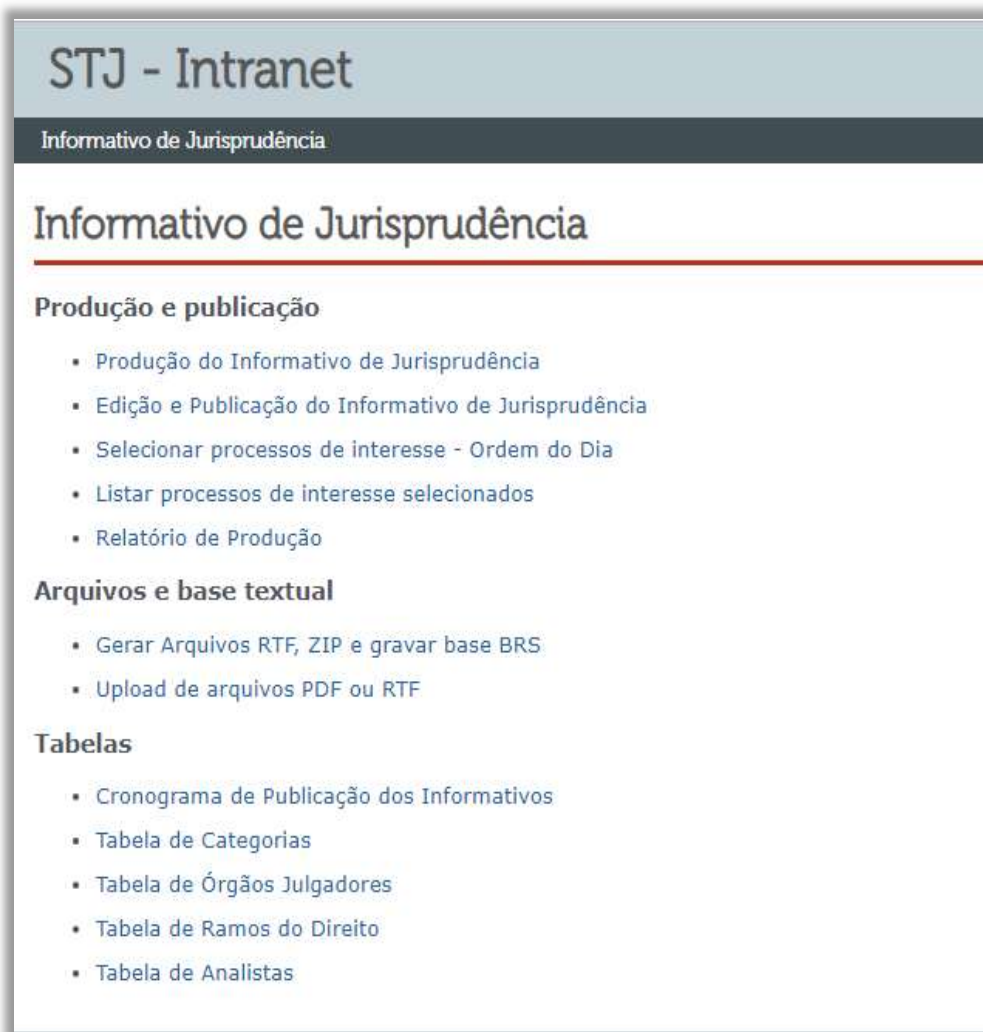 STJ - Intranet
Informativo de Jurisprudência
Informativo de Jurisprudência
Produção e publicação
• Produção do Informativo de Jurisprudência
• Edição e Publicação do Informativo de Jurisprudência
• Selecionar processos de interesse - Ordem do Dia
• Listar processos de interesse selecionados
• Relatório de Produção
Arquivos e base textual
• Gerar Arquivos RTF, ZIP e gravar base BRS
• Upload de arquivos PDF ou RTF
Tabelas
• Cronograma de Publicação dos Informativos
• Tabela de Categorias
• Tabela de Órgãos Julgadores
• Tabela de Ramos do Direito
• Tabela de Analistas